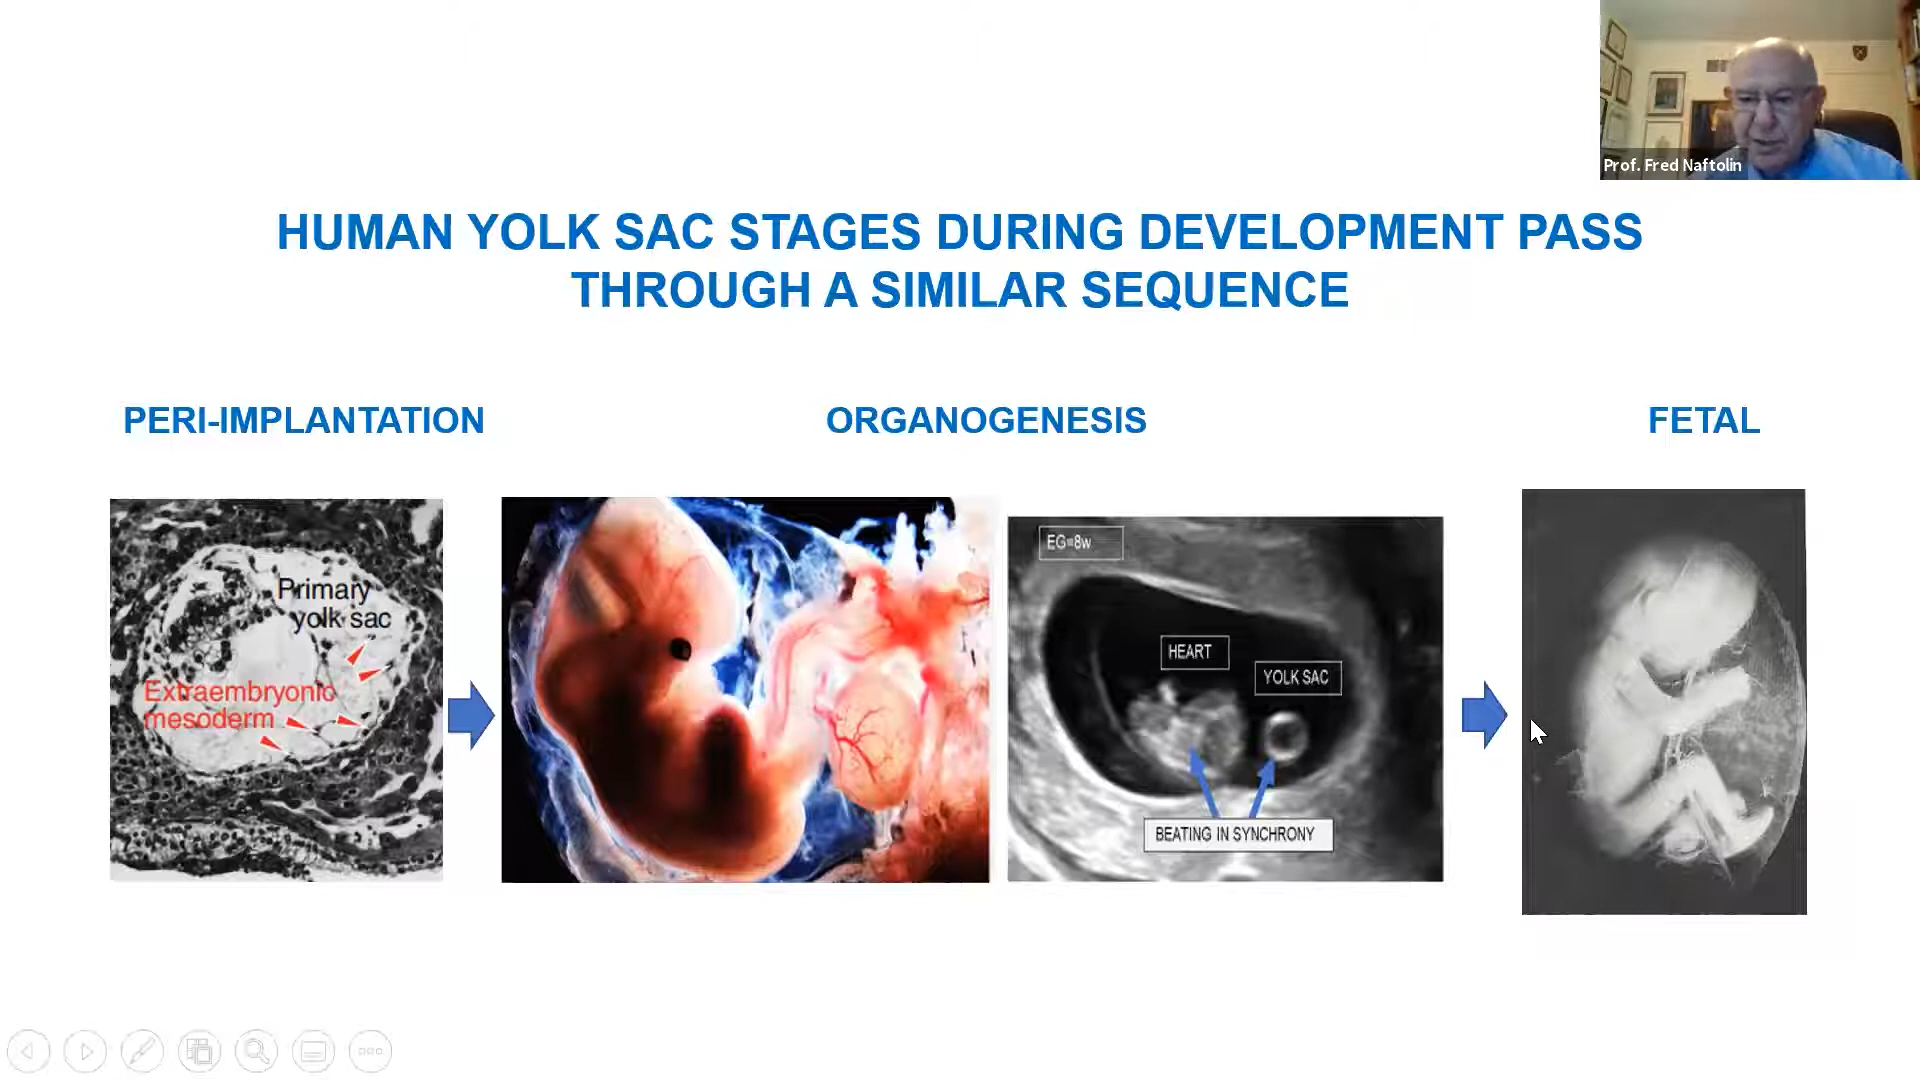 Prof. Fred Naftolin
HUMAN YOLK SAC STAGES DURING DEVELOPMENT PASS
THROUGH A SIMILAR SEQUENCE
PERI-IMPLANTATION
ORGANOGENESIS
FETAL
Primary
yolk sac
Extraembryonic
mesoderm
EG=8w
HEART
YOLK SAC
BEATING IN SYNCHRONY